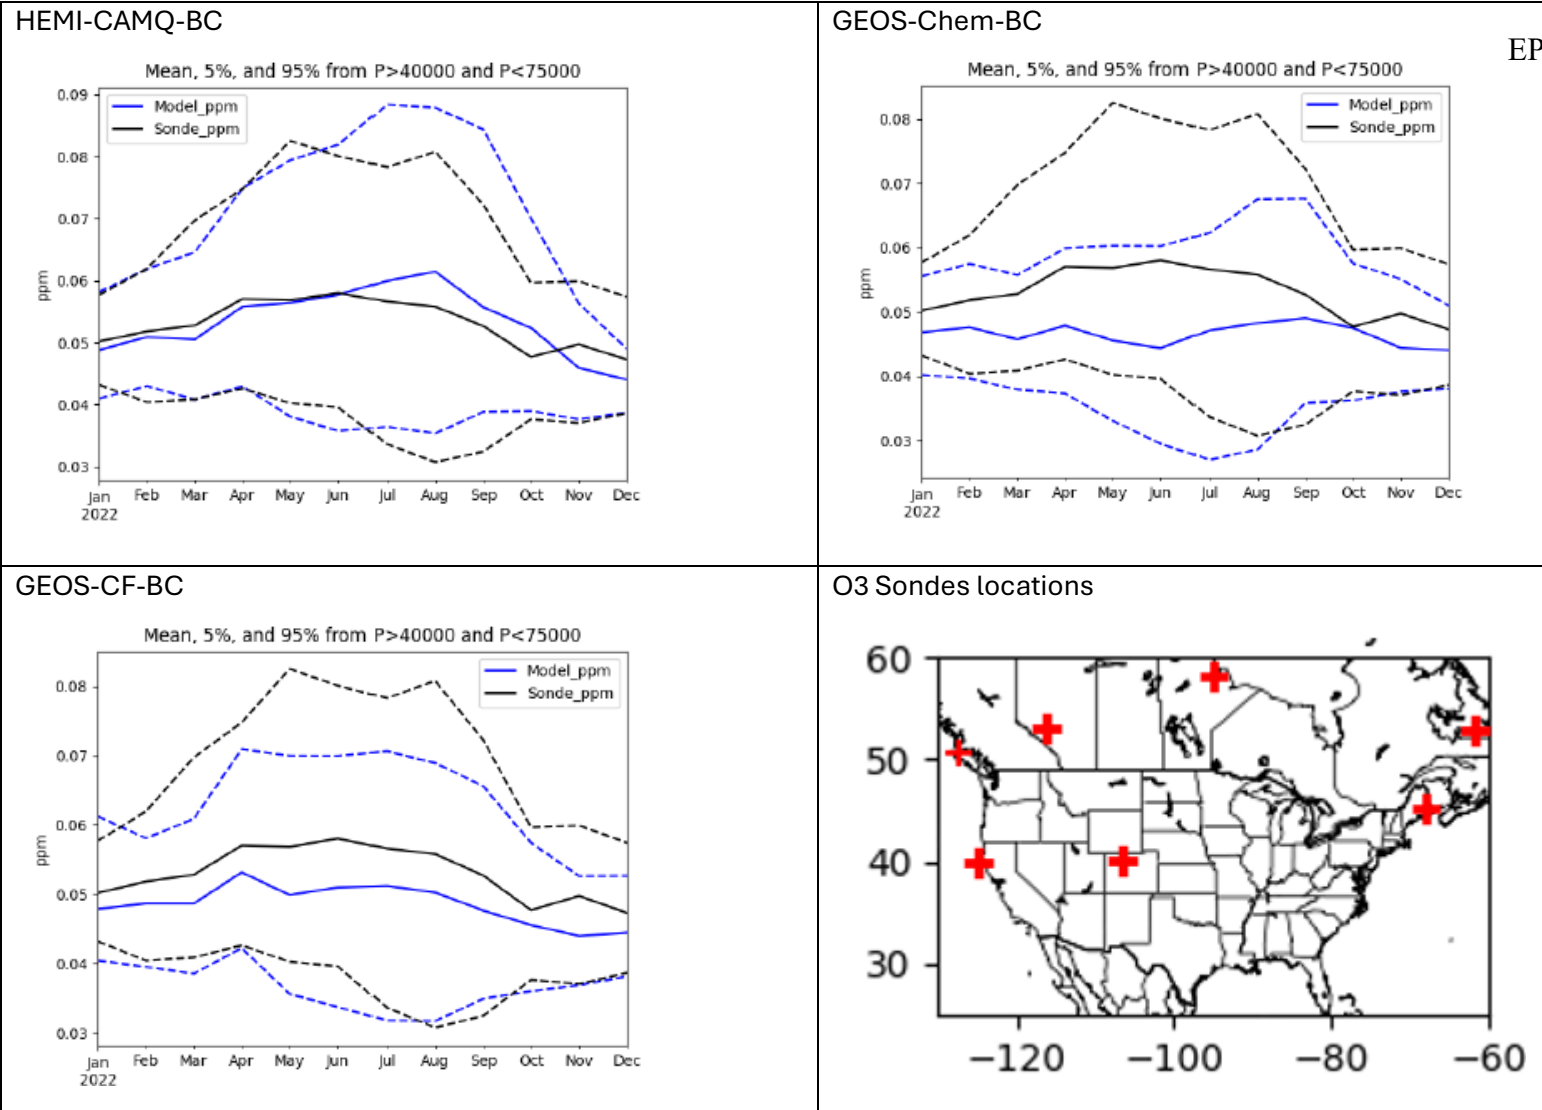 HEMI-CAMQ-BC
Mean, 5%, and 95% from P>40000 and P<75000
Model_ppm
Sonde_ppm
0.09
0.08
0.07
0.06
0.05
0.04
0.03
ppm
Jan Feb Mar Apr May Jun Jul Aug Sep Oct Nov Dec
2022
GEOS-Chem-BC
EP
Mean, 5%, and 95% from P>40000 and P<75000
Model_ppm
Sonde_ppm
0.08
0.07
0.06
0.05
0.04
0.03
ppm
Jan Feb Mar Apr May Jun Jul Aug Sep Oct Nov Dec
2022
GEOS-CF-BC
Mean, 5%, and 95% from P>40000 and P<75000
Model_ppm
Sonde_ppm
0.08
0.07
0.06
0.05
0.04
0.03
ppm
Jan Feb Mar Apr May Jun Jul Aug Sep Oct Nov Dec
2022
O3 Sondes locations
60
50
40
30
−120 −100 −80 −60